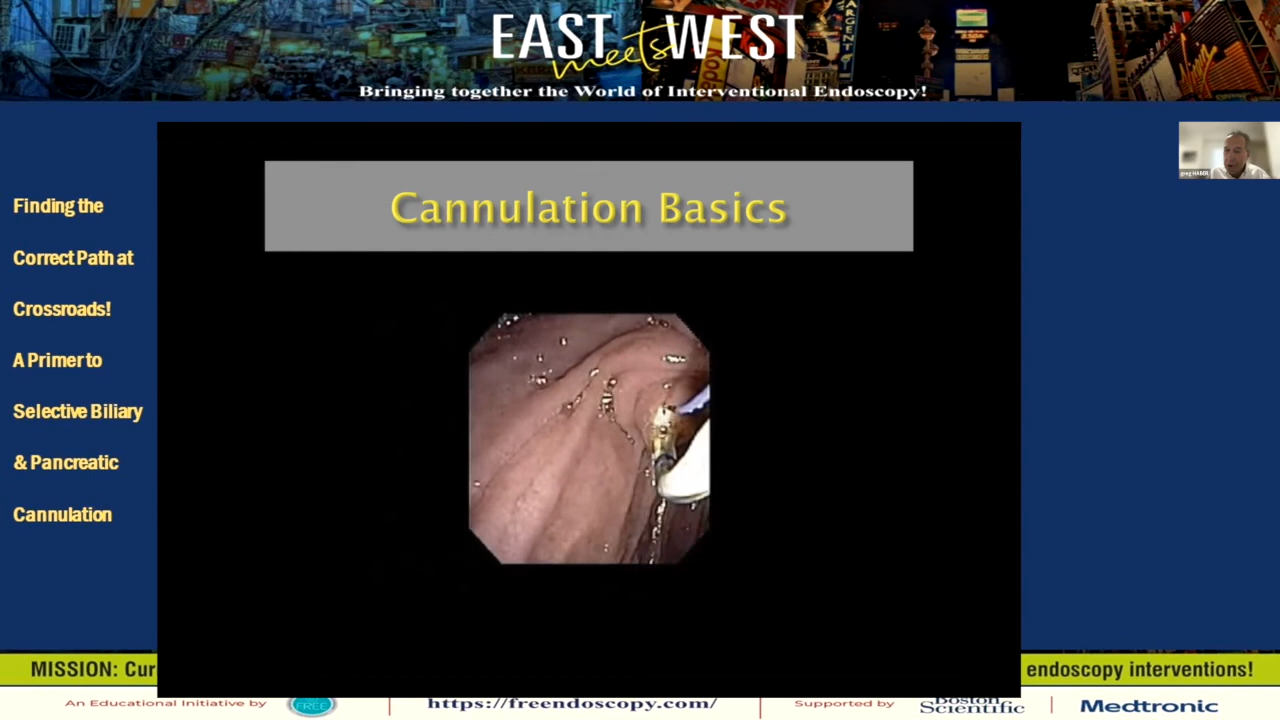 EAST meets WEST
Bringing together the World of Interventional Endoscopy!
Cannulation Basics
greg HABER
Finding the
Correct Path at
Crossroads!
A Primer to
Selective Biliary
& Pancreatic
Cannulation
MISSION: Cur
endoscopy interventions!
An Educational Initiative by
FREE
https://freendoscopy.com/
Supported by
Boston
Scientific
Medtronic